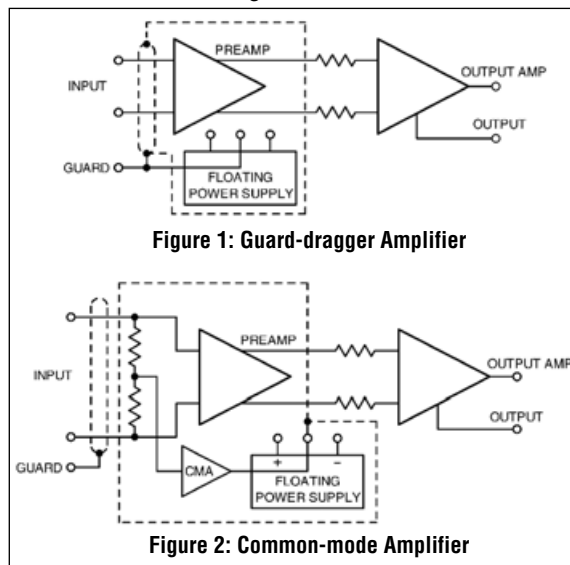 PREAMP
OUTPUT AMP
INPUT
OUTPUT
GUARD
FLOATING
POWER SUPPLY
Figure 1: Guard-dragger Amplifier
PREAMP
OUTPUT AMP
INPUT
OUTPUT
GUARD
CMA
+ −
FLOATING
POWER SUPPLY
Figure 2: Common-mode Amplifier